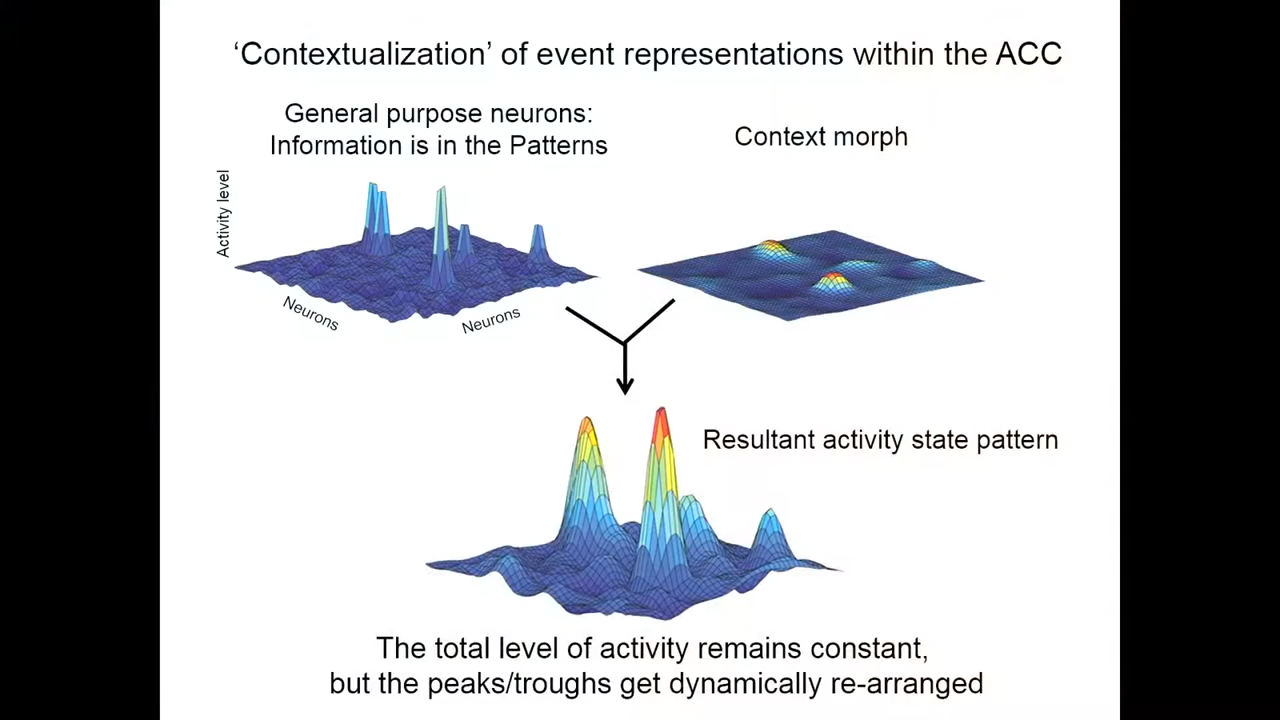 ‘Contextualization’ of event representations within the ACC
General purpose neurons:
Information is in the Patterns
Context morph
Activity level
Neurons
Neurons
Resultant activity state pattern
The total level of activity remains constant,
but the peaks/troughs get dynamically re-arranged